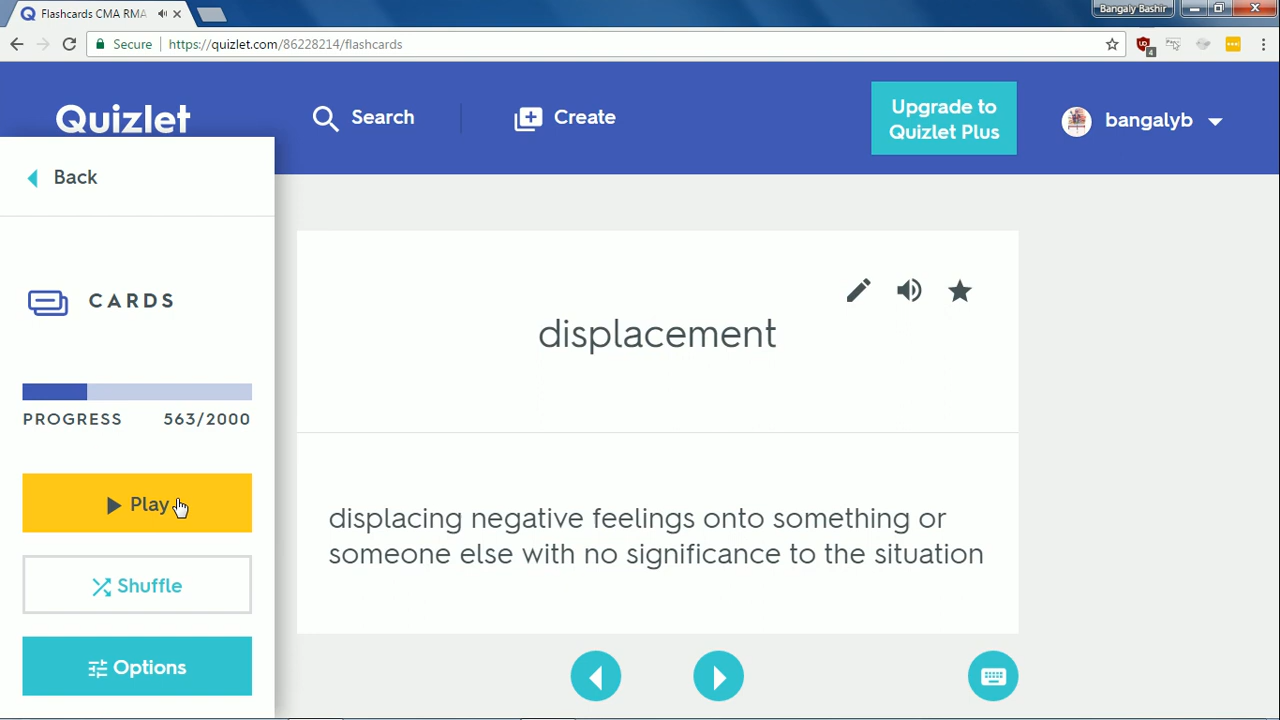 Flashcards CMA RMA
Bangaly Bashir
Secure
https://quizlet.com/86228214/flashcards
4
Quizlet
Search
Create
Upgrade to
Quizlet Plus
bangalyb
Back
CARDS
PROGRESS 563/2000
Play
Shuffle
Options
displacement
displacing negative feelings onto something or
someone else with no significance to the situation